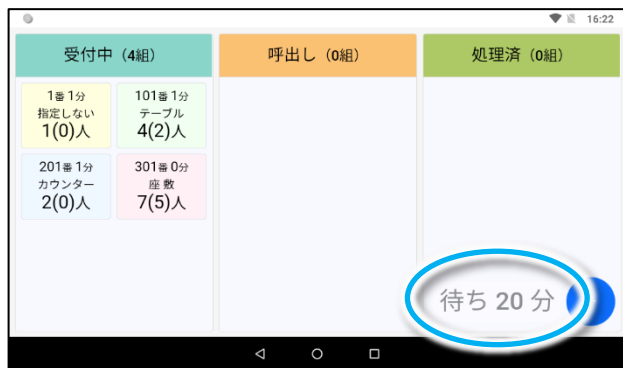 16:22
受付中（4組）
呼出し（0組）
処理済（0組）
1番 1分
指定しない
1(0)人
101番 1分
テーブル
4(2)人
201番 1分
カウンター
2(0)人
301番 0分
座敷
7(5)人
待ち 20 分